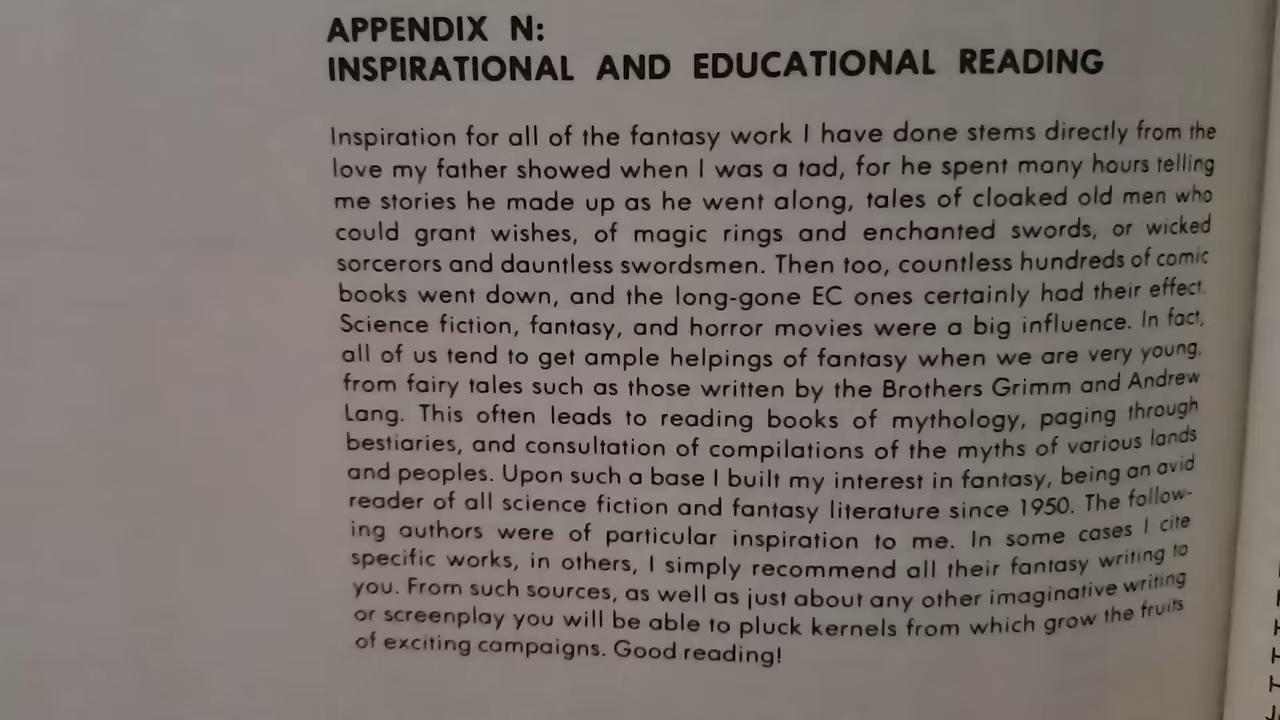 APPENDIX N:
INSPIRATIONAL AND EDUCATIONAL READING
Inspiration for all of the fantasy work I have done stems directly from the
love my father showed when I was a tad, for he spent many hours telling
me stories he made up as he went along, tales of cloaked old men who
could grant wishes, of magic rings and enchanted swords, or wicked
sorcerors and dauntless swordsmen. Then too, countless hundreds of comic
books went down, and the long-gone EC ones certainly had their effect.
Science fiction, fantasy, and horror movies were a big influence. In fact,
all of us tend to get ample helpings of fantasy when we are very young,
from fairy tales such as those written by the Brothers Grimm and Andrew
Lang. This often leads to reading books of mythology, paging through
bestiaries, and consultation of compilations of the myths of various lands
and peoples. Upon such a base I built my interest in fantasy, being an avid
reader of all science fiction and fantasy literature since 1950. The follow-
ing authors were of particular inspiration to me. In some cases I cite
specific works, in others, I simply recommend all their fantasy writing to
you. From such sources, as well as just about any other imaginative writing
or screenplay you will be able to pluck kernels from which grow the fruits
of exciting campaigns. Good reading!